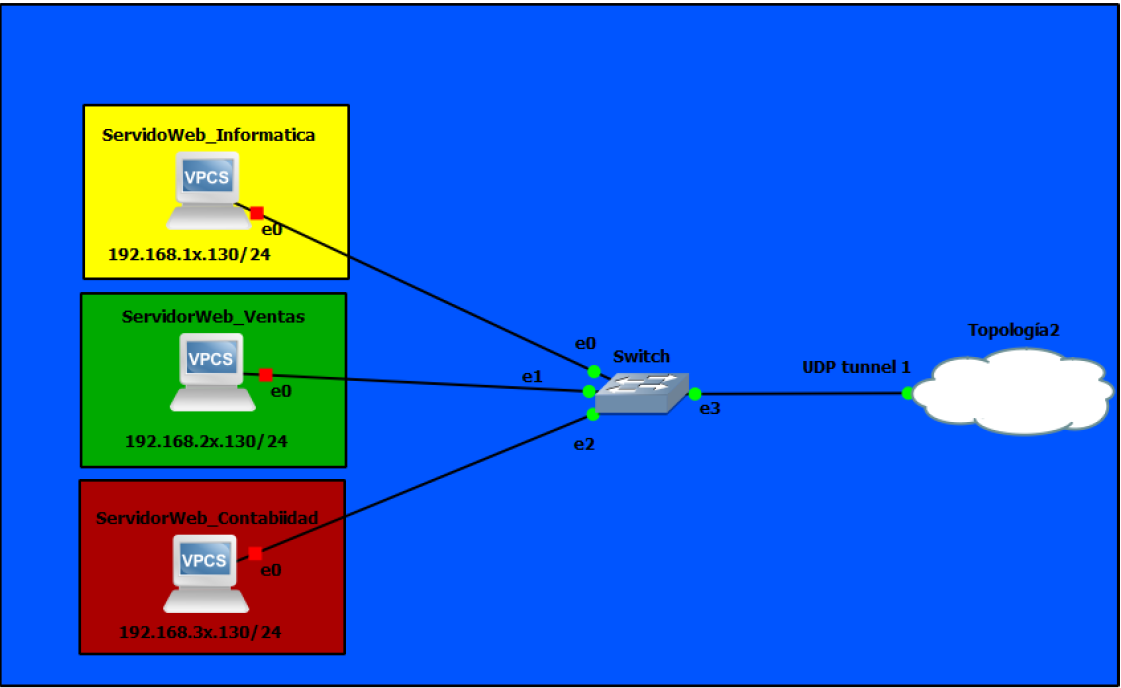 ServidoWeb_Informatica
VPCS
e0
192.168.1x.130/24
ServidorWeb_Ventas
VPCS
e0
192.168.2x.130/24
ServidorWeb_Contabiidad
VPCS
e0
192.168.3x.130/24
e0
Switch
e1
e2
e3
UDP tunnel 1
Topología2